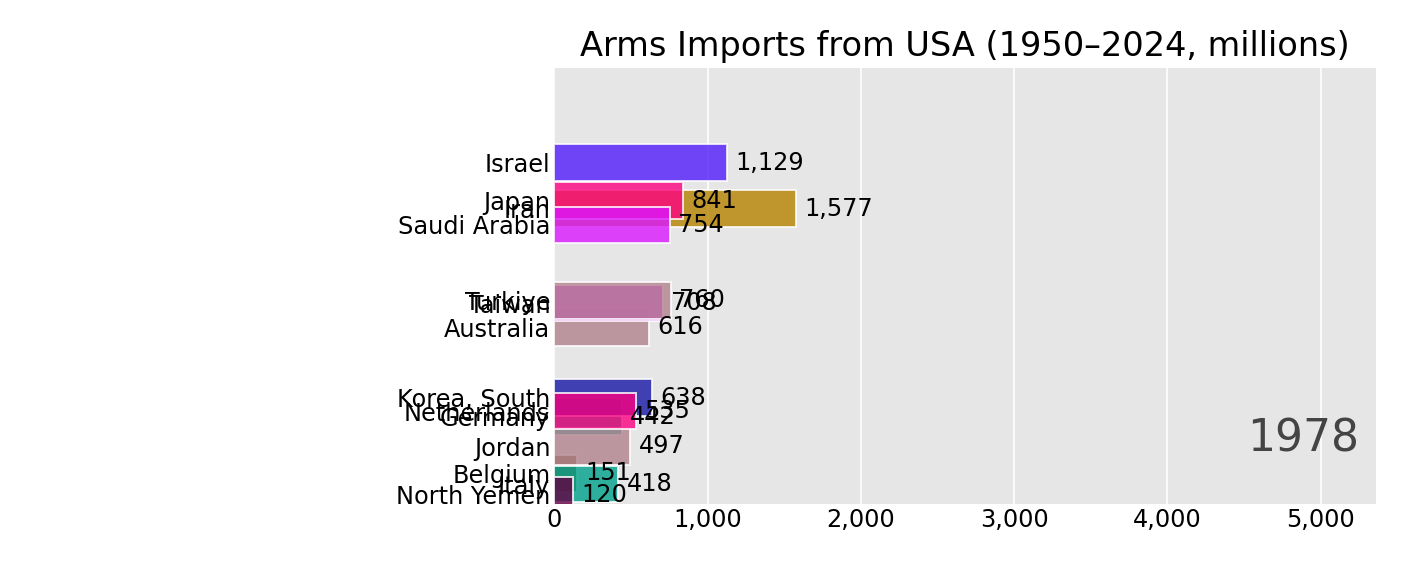 Arms Imports from USA (1950–2024, millions)
Israel 1,129
Japan 841
Iran 1,577
Saudi Arabia 754
Turkiye 760
Taiwan 708
Australia 616
Korea, South 638
Netherlands 535
Germany 442
Jordan 497
Belgium 151
Italy 418
North Yemen 120
1978
0 1,000 2,000 3,000 4,000 5,000